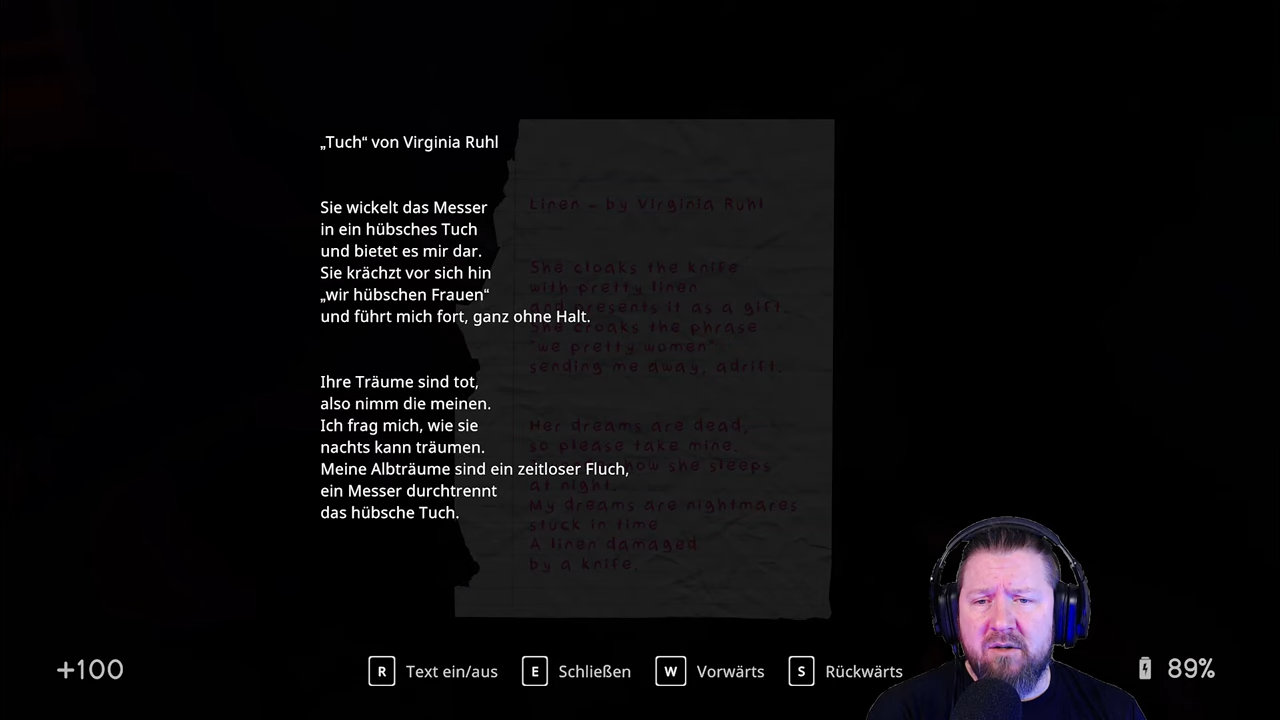 „Tuch“ von Virginia Ruhl
Sie wickelt das Messer
in ein hübsches Tuch
und bietet es mir dar.
Sie krächzt vor sich hin
„wir hübschen Frauen“
und führt mich fort, ganz ohne Halt.
Ihre Träume sind tot,
also nimm die meinen.
Ich frag mich, wie sie
nachts kann träumen.
Meine Albträume sind ein zeitloser Fluch,
ein Messer durchtrennt
das hübsche Tuch.
Linen - by Virginia Ruhl
She cloaks the knife
with pretty linen
and presents it as a gift.
She croaks the phrase
"we pretty women"
sending me away, adrift.
Her dreams are dead,
so please take mine.
how she sleeps
at night.
My dreams are nightmares
stuck in time
A linen damaged
by a knife.
+100
R Text ein/aus E Schließen W Vorwärts S Rückwärts
89%